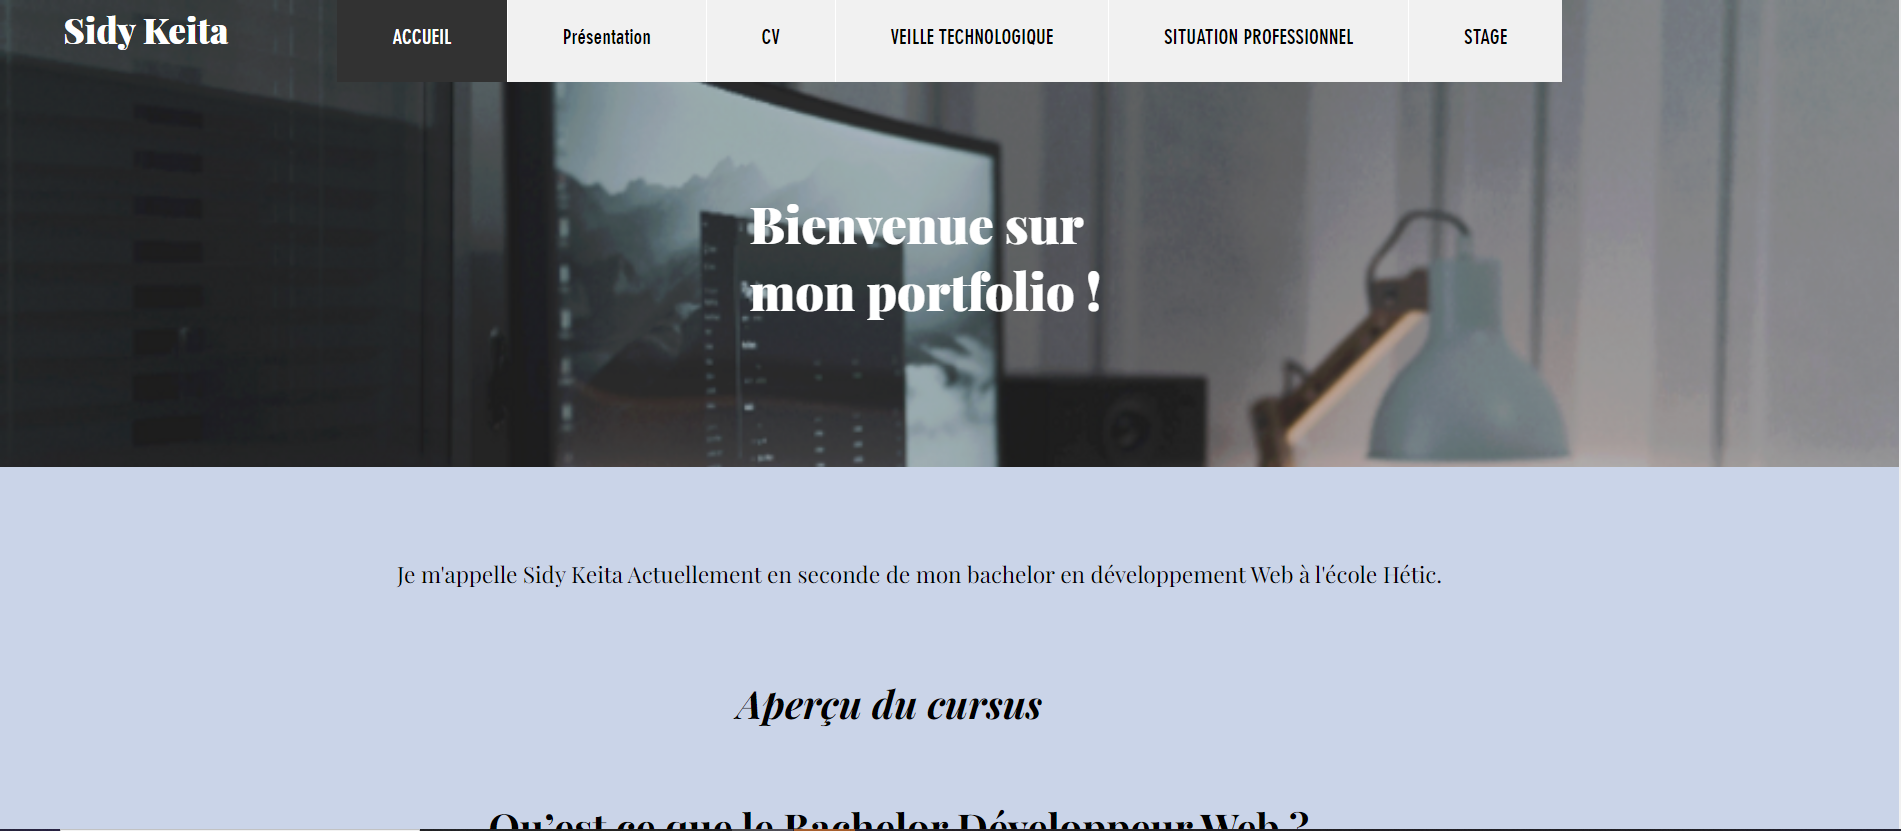 Sidy Keita
ACCUEIL
Présentation
CV
VEILLE TECHNOLOGIQUE
SITUATION PROFESSIONNEL
STAGE
Bienvenue sur
mon portfolio !
Je m'appelle Sidy Keita Actuellement en seconde de mon bachelor en développement Web à l'école Hétic.
Aperçu du cursus
Qu’est ce que le Bachelor Développeur Web ?